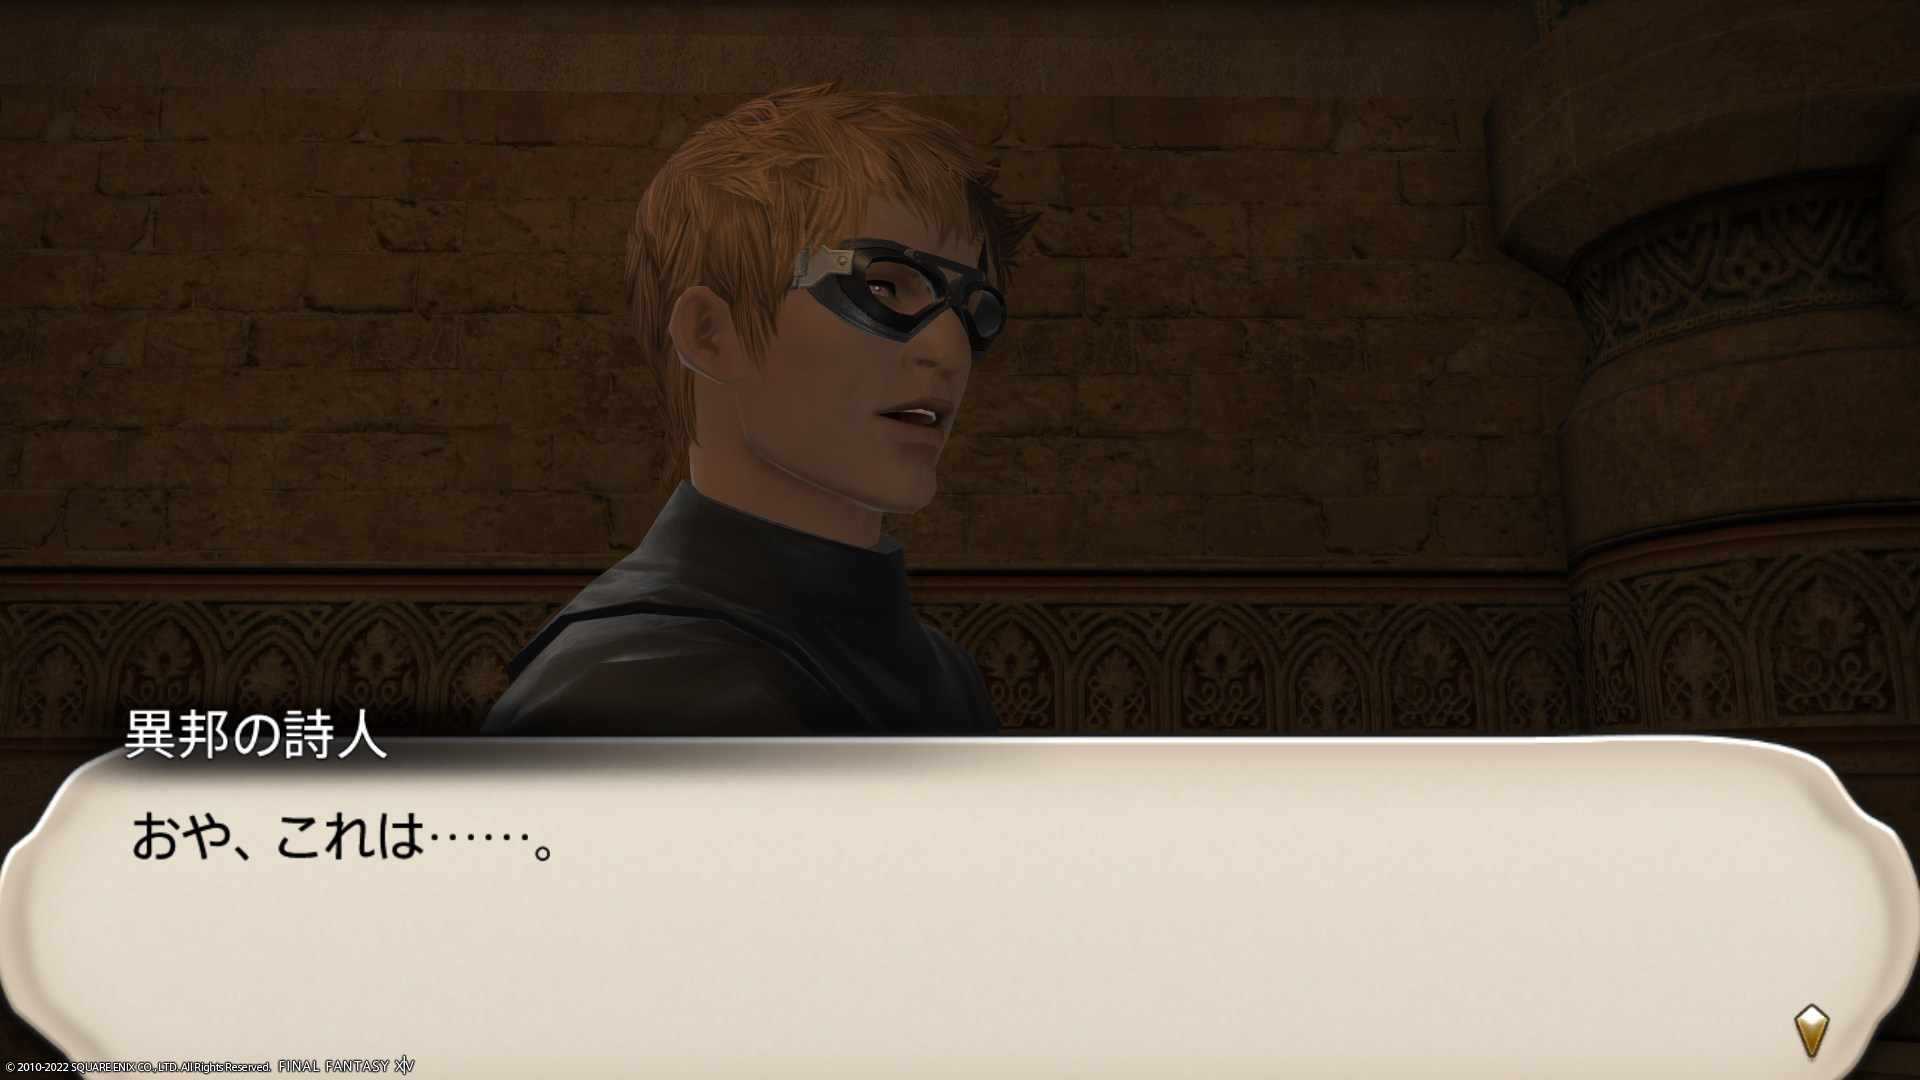 異邦の詩人
おや、これは……。
© 2010-2022 SQUARE ENIX CO., LTD. All Rights Reserved. FINAL FANTASY XIV